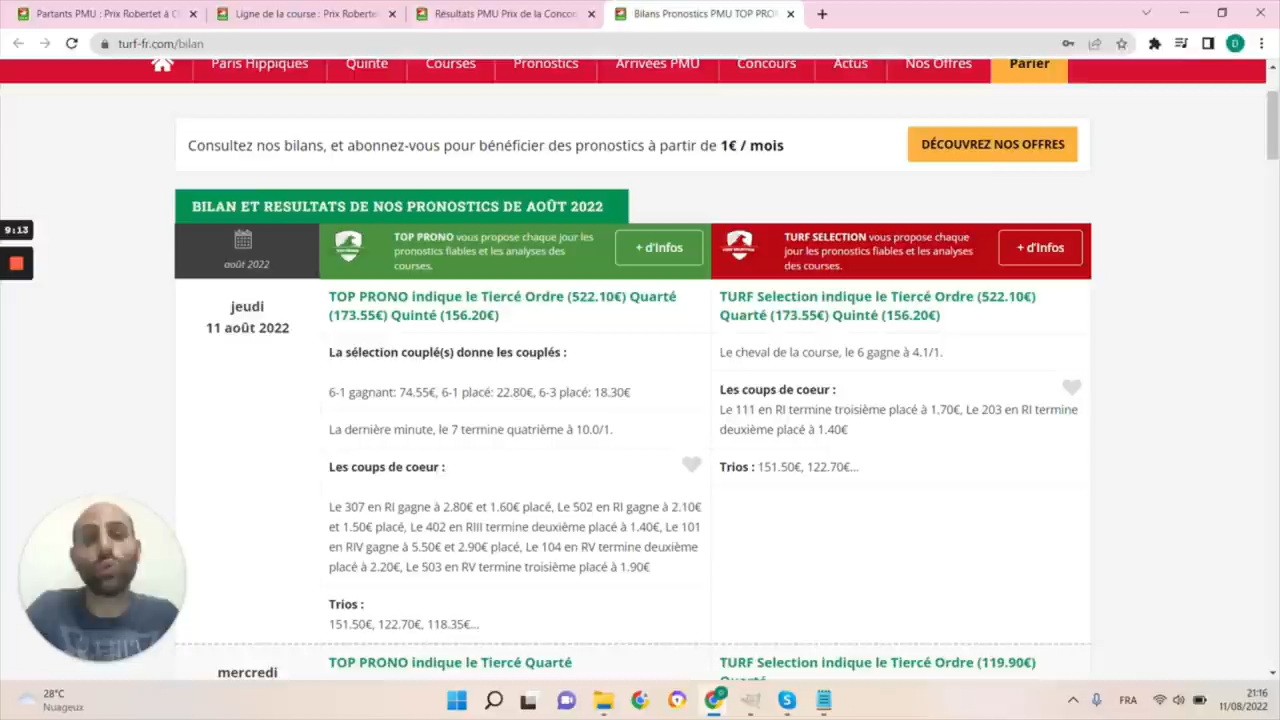 Partants PMU : Prix Robertet à C
Ligne de la course : Prix Roberte
Résultats PMU Prix de la Concor
Bilans Pronostics PMU TOP PRO
turf-fr.com/bilan
Paris Hippiques
Quinté
Courses
Pronostics
Arrivées PMU
Concours
Actus
Nos Offres
Parier
Consultez nos bilans, et abonnez-vous pour bénéficier des pronostics à partir de 1€ / mois
DÉCOUVREZ NOS OFFRES
BILAN ET RESULTATS DE NOS PRONOSTICS DE AOÛT 2022
9:13
août 2022
TOP PRONO vous propose chaque jour les
pronostics fiables et les analyses des
courses.
+ d'Infos
TURF SELECTION vous propose chaque
jour les pronostics fiables et les analyses
des courses.
+ d'Infos
jeudi
11 août 2022
TOP PRONO indique le Tiercé Ordre (522.10€) Quarté
(173.55€) Quinté (156.20€)
La sélection couplé(s) donne les couplés :
6-1 gagnant: 74.55€, 6-1 placé: 22.80€, 6-3 placé: 18.30€
La dernière minute, le 7 termine quatrième à 10.0/1.
Les coups de coeur :
Le 307 en RI gagne à 2.80€ et 1.60€ placé, Le 502 en RI gagne à 2.10€
et 1.50€ placé, Le 402 en RIII termine deuxième placé à 1.40€, Le 101
en RIV gagne à 5.50€ et 2.90€ placé, Le 104 en RV termine deuxième
placé à 2.20€, Le 503 en RV termine troisième placé à 1.90€
Trios :
151.50€, 122.70€, 118.35€...
TURF Selection indique le Tiercé Ordre (522.10€)
Quarté (173.55€) Quinté (156.20€)
Le cheval de la course, le 6 gagne à 4.1/1.
Les coups de coeur :
Le 111 en RI termine troisième placé à 1.70€, Le 203 en RI termine
deuxième placé à 1.40€
Trios : 151.50€, 122.70€...
mercredi
TOP PRONO indique le Tiercé Quarté
TURF Selection indique le Tiercé Ordre (119.90€)
Quarté
28°C
Nuageux
FRA
21:16
11/08/2022